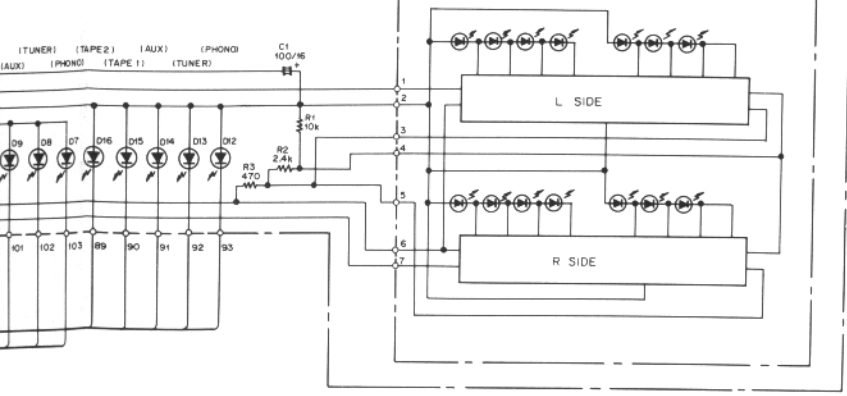 (TUNER) (TAPE2) (AUX) (PHONO)
(AUX) (PHONO) (TAPE 1) (TUNER)
C1
100/16
+
1
2
3
4
5
6
7
L SIDE
R1
10k
R2
2.4k
R3
470
D9 D8 D7 D16 D15 D14 D13 D12
R SIDE
101 102 103 89 90 91 92 93